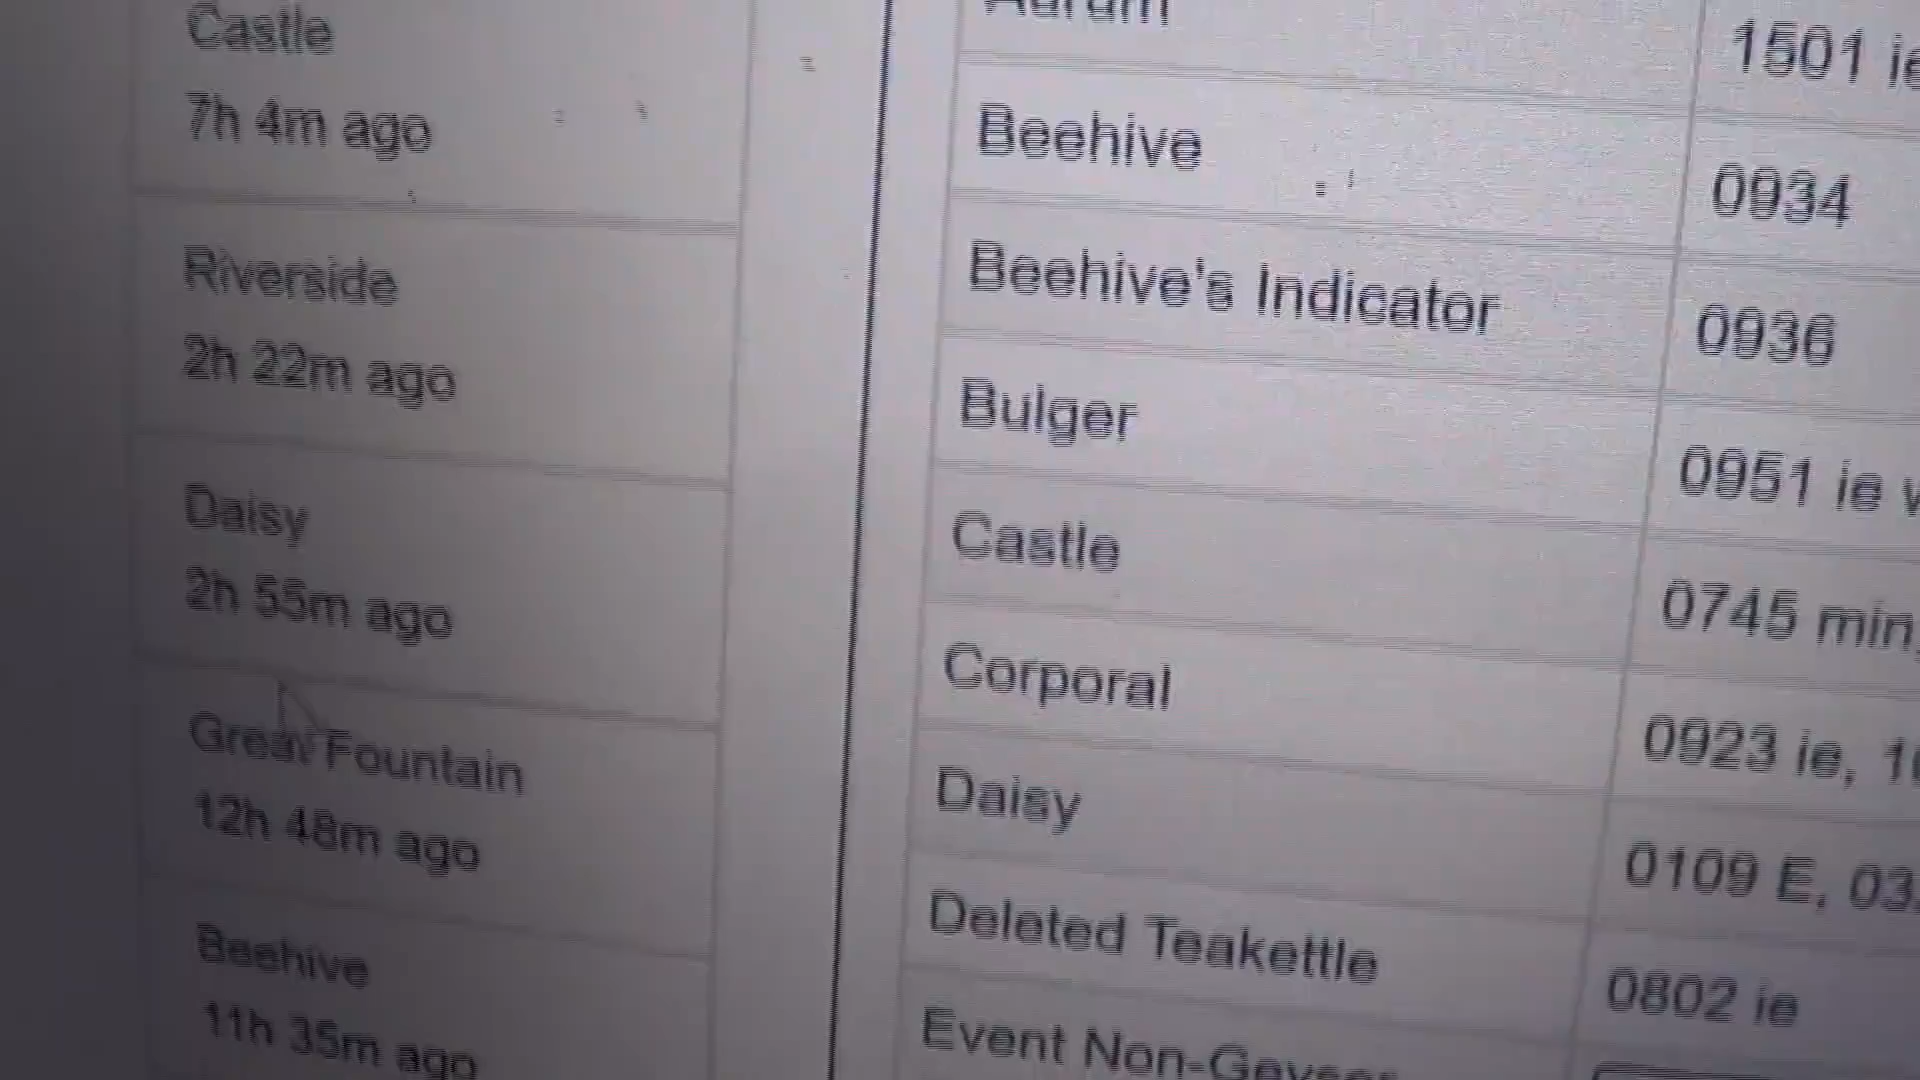 Castle
7h 4m ago
Riverside
2h 22m ago
Daisy
2h 55m ago
Great Fountain
12h 48m ago
Beehive
11h 35m ago
1501 ie
Beehive 0934
Beehive's Indicator 0936
Bulger 0951 ie
Castle 0745 min,
Corporal 0923 ie,
Daisy 0109 E,
Deleted Teakettle 0802 ie
Event